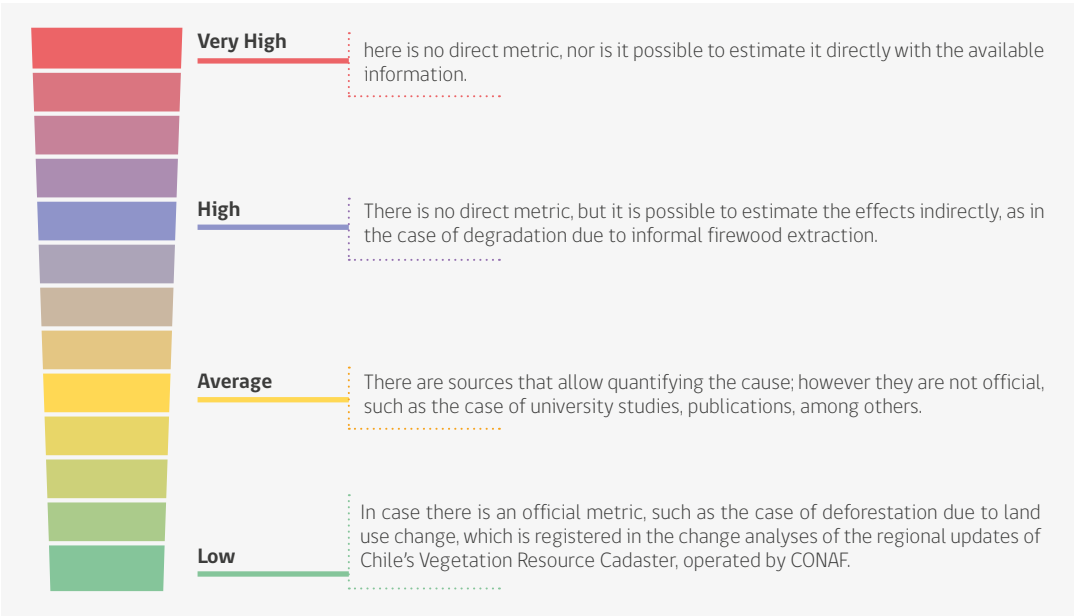 Very High
here is no direct metric, nor is it possible to estimate it directly with the available
information.
High
There is no direct metric, but it is possible to estimate the effects indirectly, as in
the case of degradation due to informal firewood extraction.
Average
There are sources that allow quantifying the cause; however they are not official,
such as the case of university studies, publications, among others.
Low
In case there is an official metric, such as the case of deforestation due to land
use change, which is registered in the change analyses of the regional updates of
Chile's Vegetation Resource Cadaster, operated by CONAF.